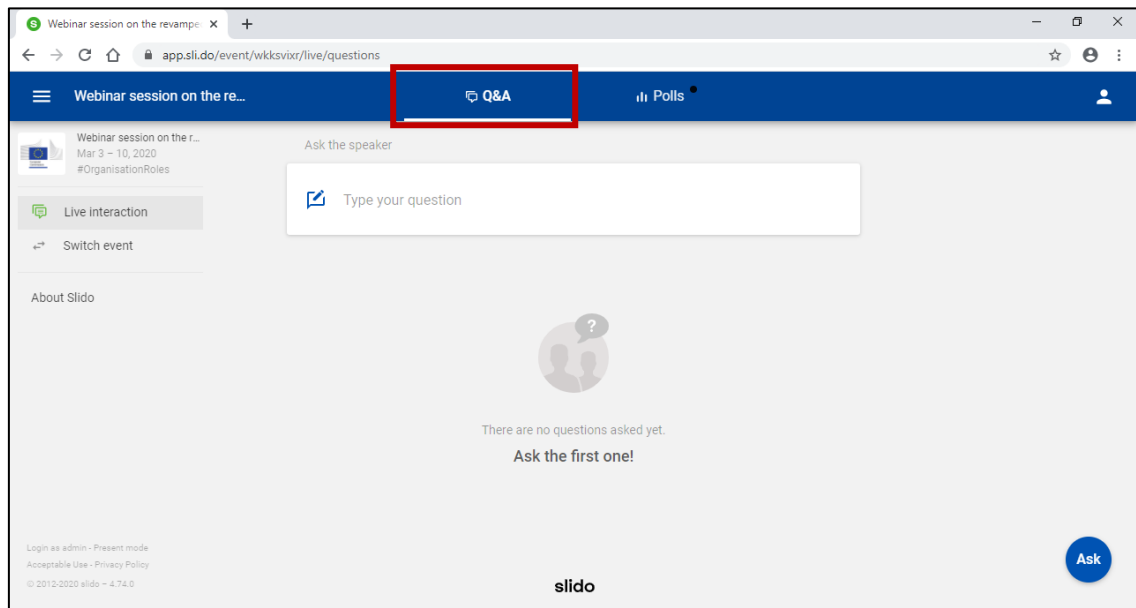 Webinar session on the revampe
app.sli.do/event/wkksvixr/live/questions
Webinar session on the re...
Q&A
Polls
Webinar session on the r...
Mar 3 – 10, 2020
#OrganisationRoles
Live interaction
Switch event
About Slido
Ask the speaker
Type your question
?
There are no questions asked yet.
Ask the first one!
Login as admin - Present mode
Acceptable Use - Privacy Policy
© 2012-2020 slido – 4.74.0
slido
Ask